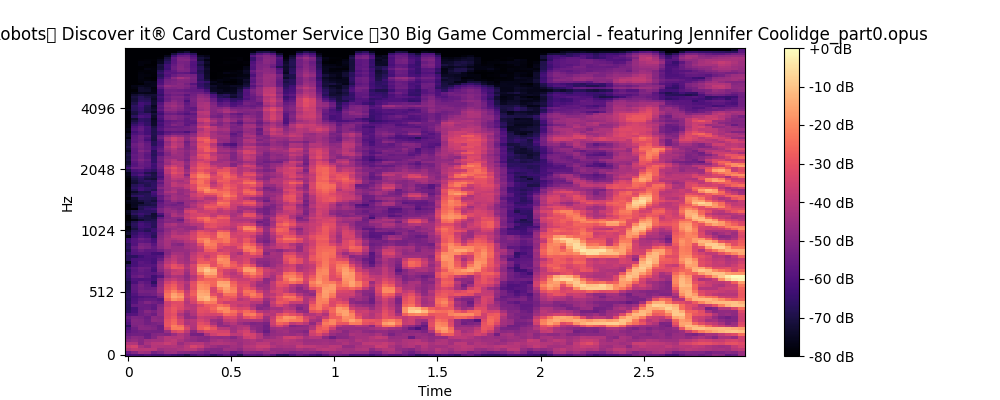 obots Discover it® Card Customer Service 30 Big Game Commercial - featuring Jennifer Coolidge_part0.opus
+0 dB
4096
-10 dB
-20 dB
2048
-30 dB
Hz
1024
-40 dB
-50 dB
512
-60 dB
-70 dB
0
-80 dB
0 0.5 1 1.5 2 2.5
Time